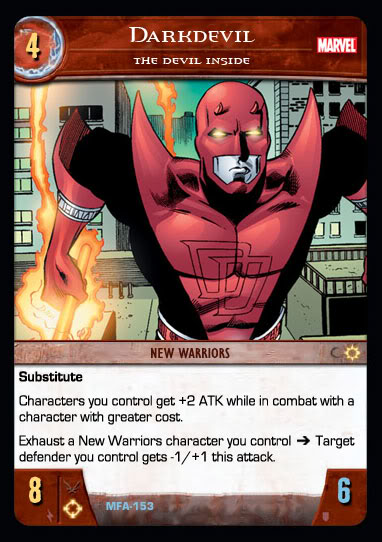 4
DARKDEVIL
MARVEL
THE DEVIL INSIDE
DD
NEW WARRIORS
C
Substitute
Characters you control get +2 ATK while in combat with a
character with greater cost.
Exhaust a New Warriors character you control ➔ Target
defender you control gets -1/+1 this attack.
8
MFA-153
6